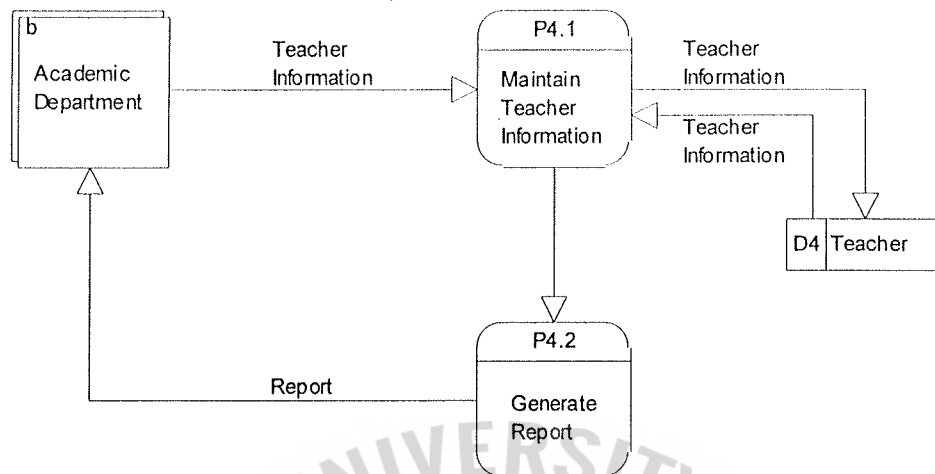 b
Academic
Department
Teacher
Information
P4.1
Maintain
Teacher
Information
Teacher
Information
Teacher
Information
D4 Teacher
P4.2
Generate
Report
Report
UNIVERSITY